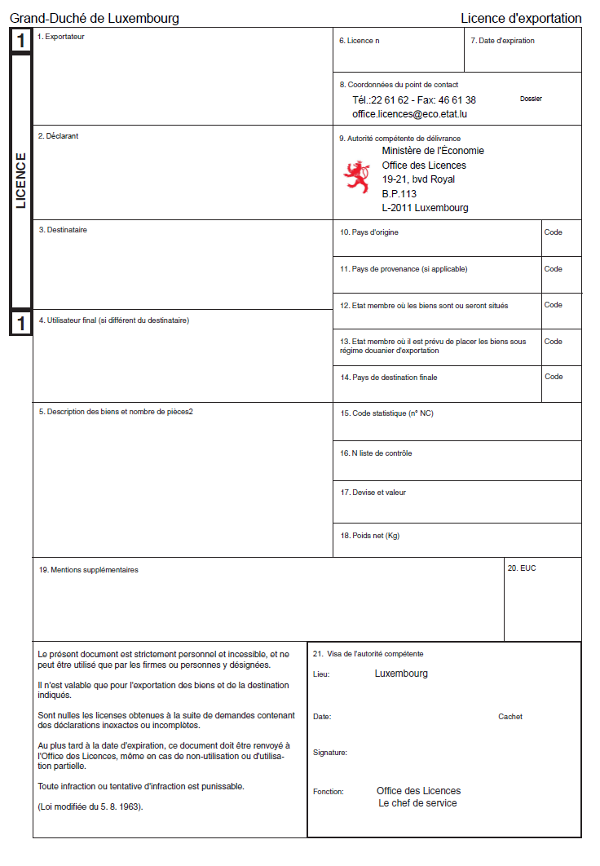 Grand-Duché de Luxembourg
Licence d'exportation
1
LICENCE
1
1. Exportateur
6. Licence n
7. Date d'expiration
8. Coordonnées du point de contact
Tél.:22 61 62 - Fax: 46 61 38
Dossier
office.licences@eco.etat.lu
2. Déclarant
9. Autorité compétente de délivrance
Ministère de l'Économie
Office des Licences
19-21, bvd Royal
B.P.113
L-2011 Luxembourg
3. Destinataire
10. Pays d'origine
Code
11. Pays de provenance (si applicable)
Code
12. Etat membre où les biens sont ou seront situés
Code
4. Utilisateur final (si différent du destinataire)
13. Etat membre où il est prévu de placer les biens sous
régime douanier d'exportation
Code
14. Pays de destination finale
Code
5. Description des biens et nombre de pièces2
15. Code statistique (n° NC)
16. N liste de contrôle
17. Devise et valeur
18. Poids net (Kg)
19. Mentions supplémentaires
20. EUC
Le présent document est strictement personnel et incessible, et ne
peut être utilisé que par les firmes ou personnes y désignées.
Il n'est valable que pour l'exportation des biens et de la destination
indiqués.
Sont nulles les licenses obtenues à la suite de demandes contenant
des déclarations inexactes ou incomplètes.
Au plus tard à la date d'expiration, ce document doit être renvoyé à
l'Office des Licences, même en cas de non-utilisation ou d'utilisa-
tion partielle.
Toute infraction ou tentative d'infraction est punissable.
(Loi modifiée du 5. 8. 1963).
21. Visa de l'autorité compétente
Lieu:
Luxembourg
Date:
Cachet
Signature:
Fonction:
Office des Licences
Le chef de service